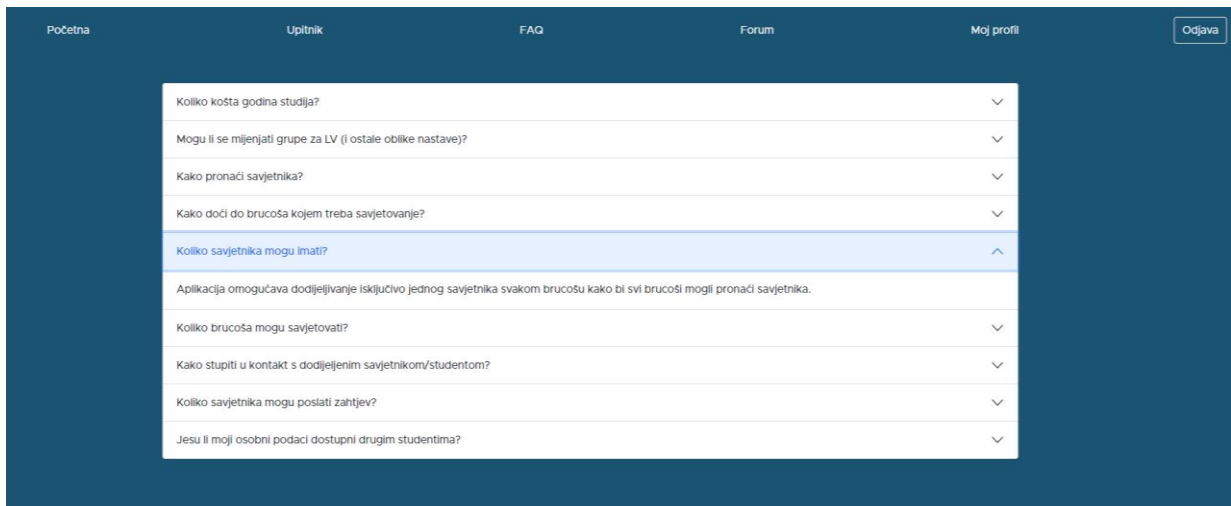 Početna Upitnik FAQ Forum Moj profil Odjava
Koliko košta godina studija?
Mogu li se mijenjati grupe za LV (i ostale oblike nastave)?
Kako pronaći savjetnika?
Kako doći do brucoša kojem treba savjetovanje?
Koliko savjetnika mogu imati?
Aplikacija omogućava dodijeljivanje isključivo jednog savjetnika svakom brucošu kako bi svi brucoši mogli pronaći savjetnika.
Koliko brucoša mogu savjetovati?
Kako stupiti u kontakt s dodijeljenim savjetnikom/studentom?
Koliko savjetnika mogu poslati zahtjev?
Jesu li moji osobni podaci dostupni drugim studentima?